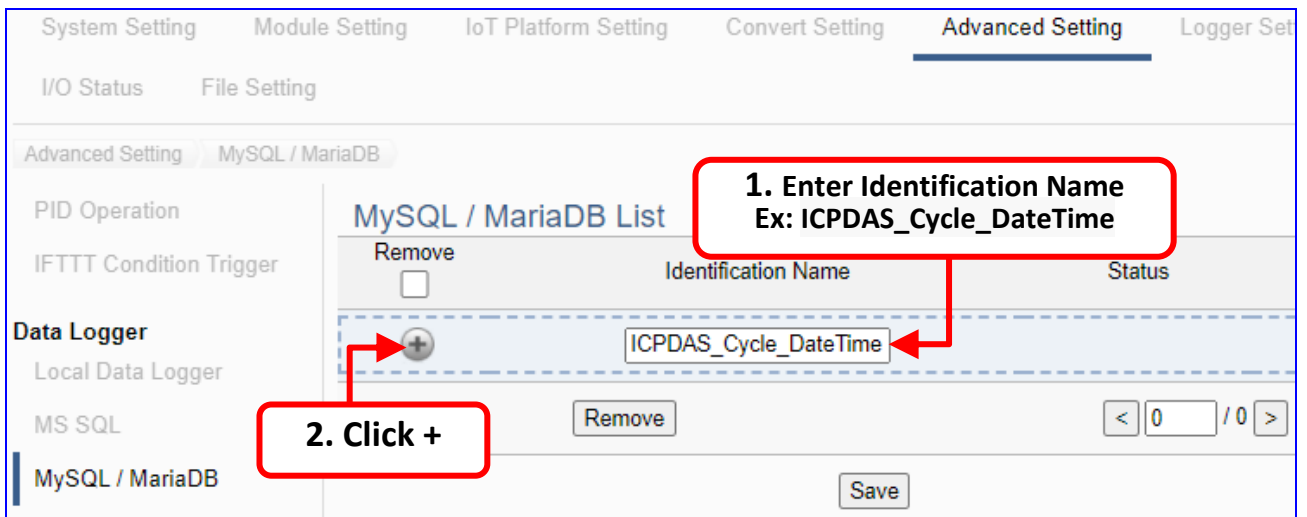 System Setting Module Setting IoT Platform Setting Convert Setting Advanced Setting Logger Set
I/O Status File Setting
Advanced Setting MySQL / MariaDB
1. Enter Identification Name
Ex: ICPDAS_Cycle_DateTime
PID Operation
IFTTT Condition Trigger
Data Logger
Local Data Logger
MS SQL
MySQL / MariaDB
MySQL / MariaDB List
Remove Identification Name Status
+ ICPDAS_Cycle_DateTime
2. Click +
Remove < 0 / 0 >
Save